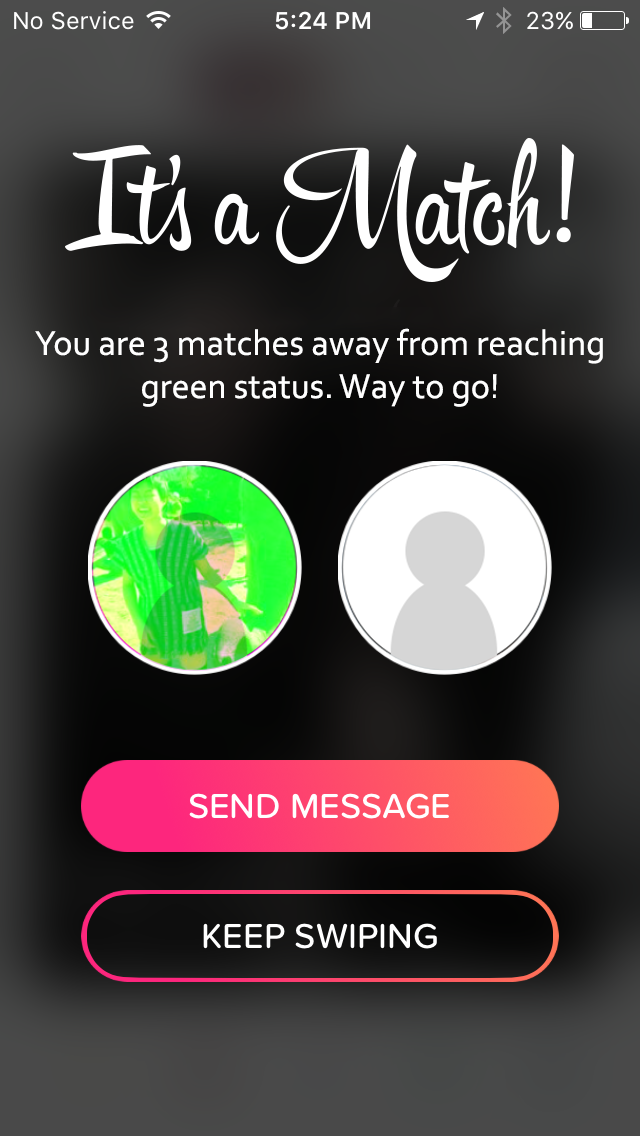 No Service 5:24 PM 23%
It's a Match!
You are 3 matches away from reaching
green status. Way to go!
SEND MESSAGE
KEEP SWIPING